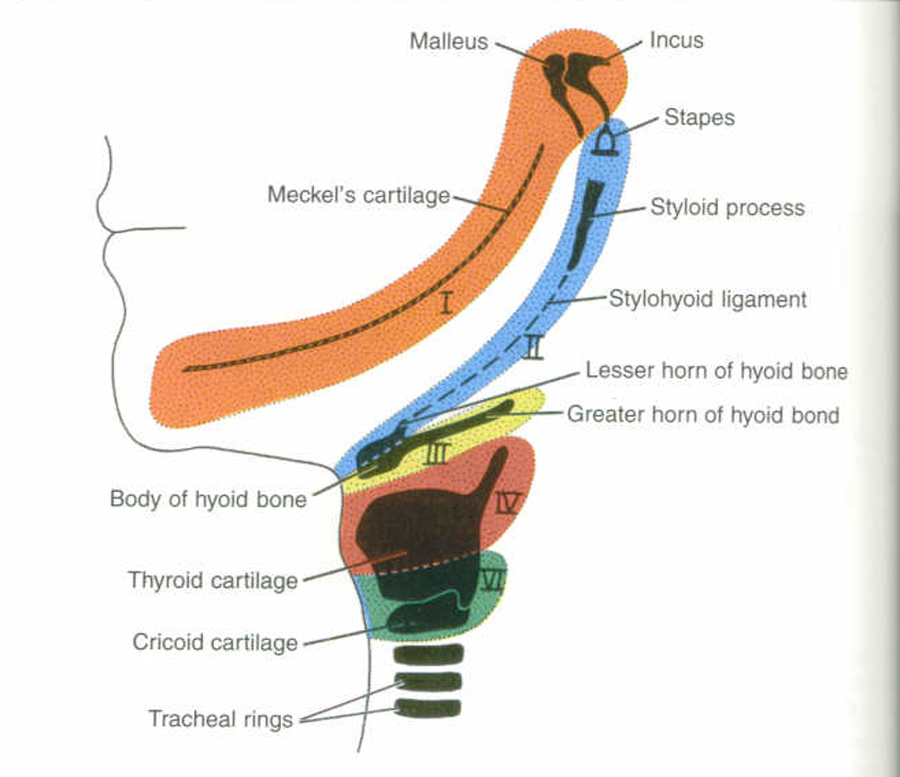 Malleus
Incus
Stapes
Meckel's cartilage
Styloid process
Stylohyoid ligament
I
II
Lesser horn of hyoid bone
Greater horn of hyoid bond
III
Body of hyoid bone
IV
Thyroid cartilage
VI
Cricoid cartilage
Tracheal rings